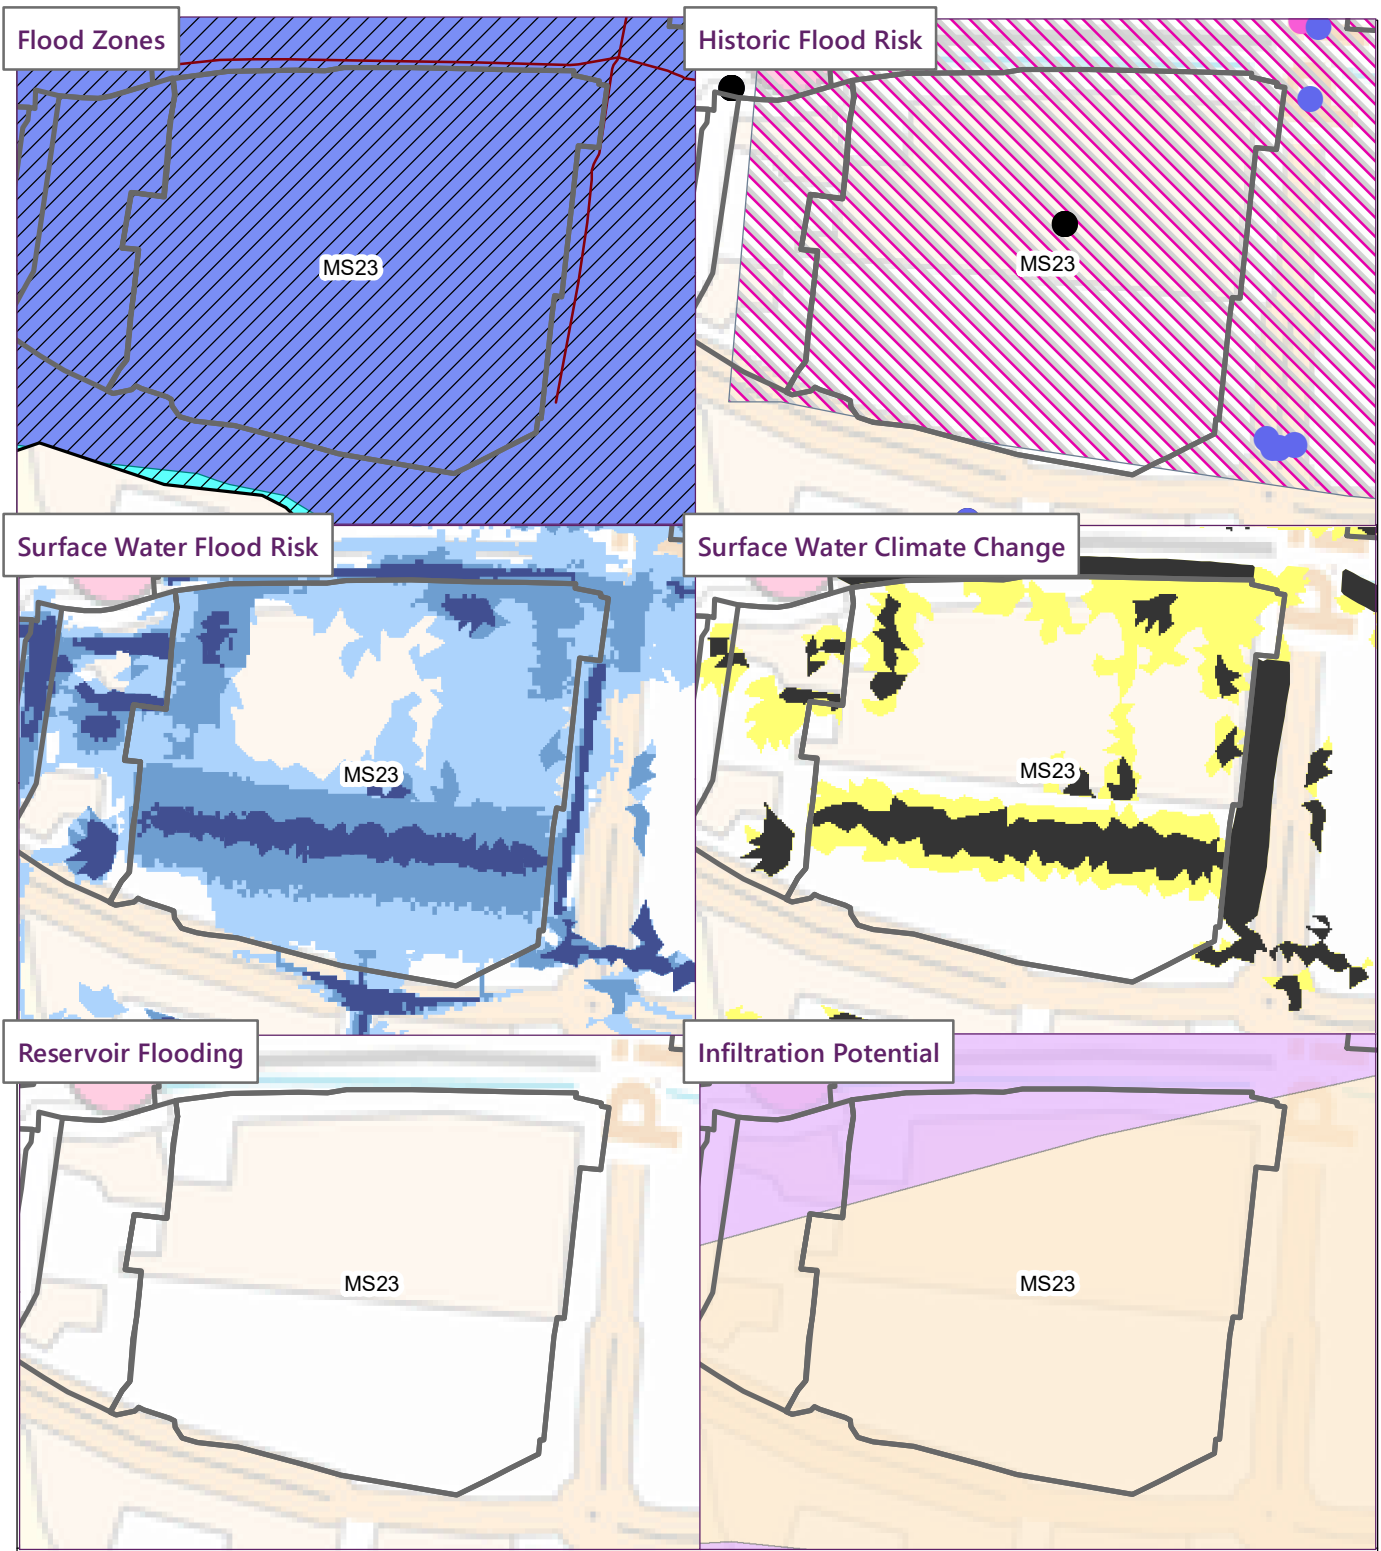 Flood Zones
Historic Flood Risk
MS23
MS23
Surface Water Flood Risk
Surface Water Climate Change
MS23
MS23
Reservoir Flooding
Infiltration Potential
MS23
MS23